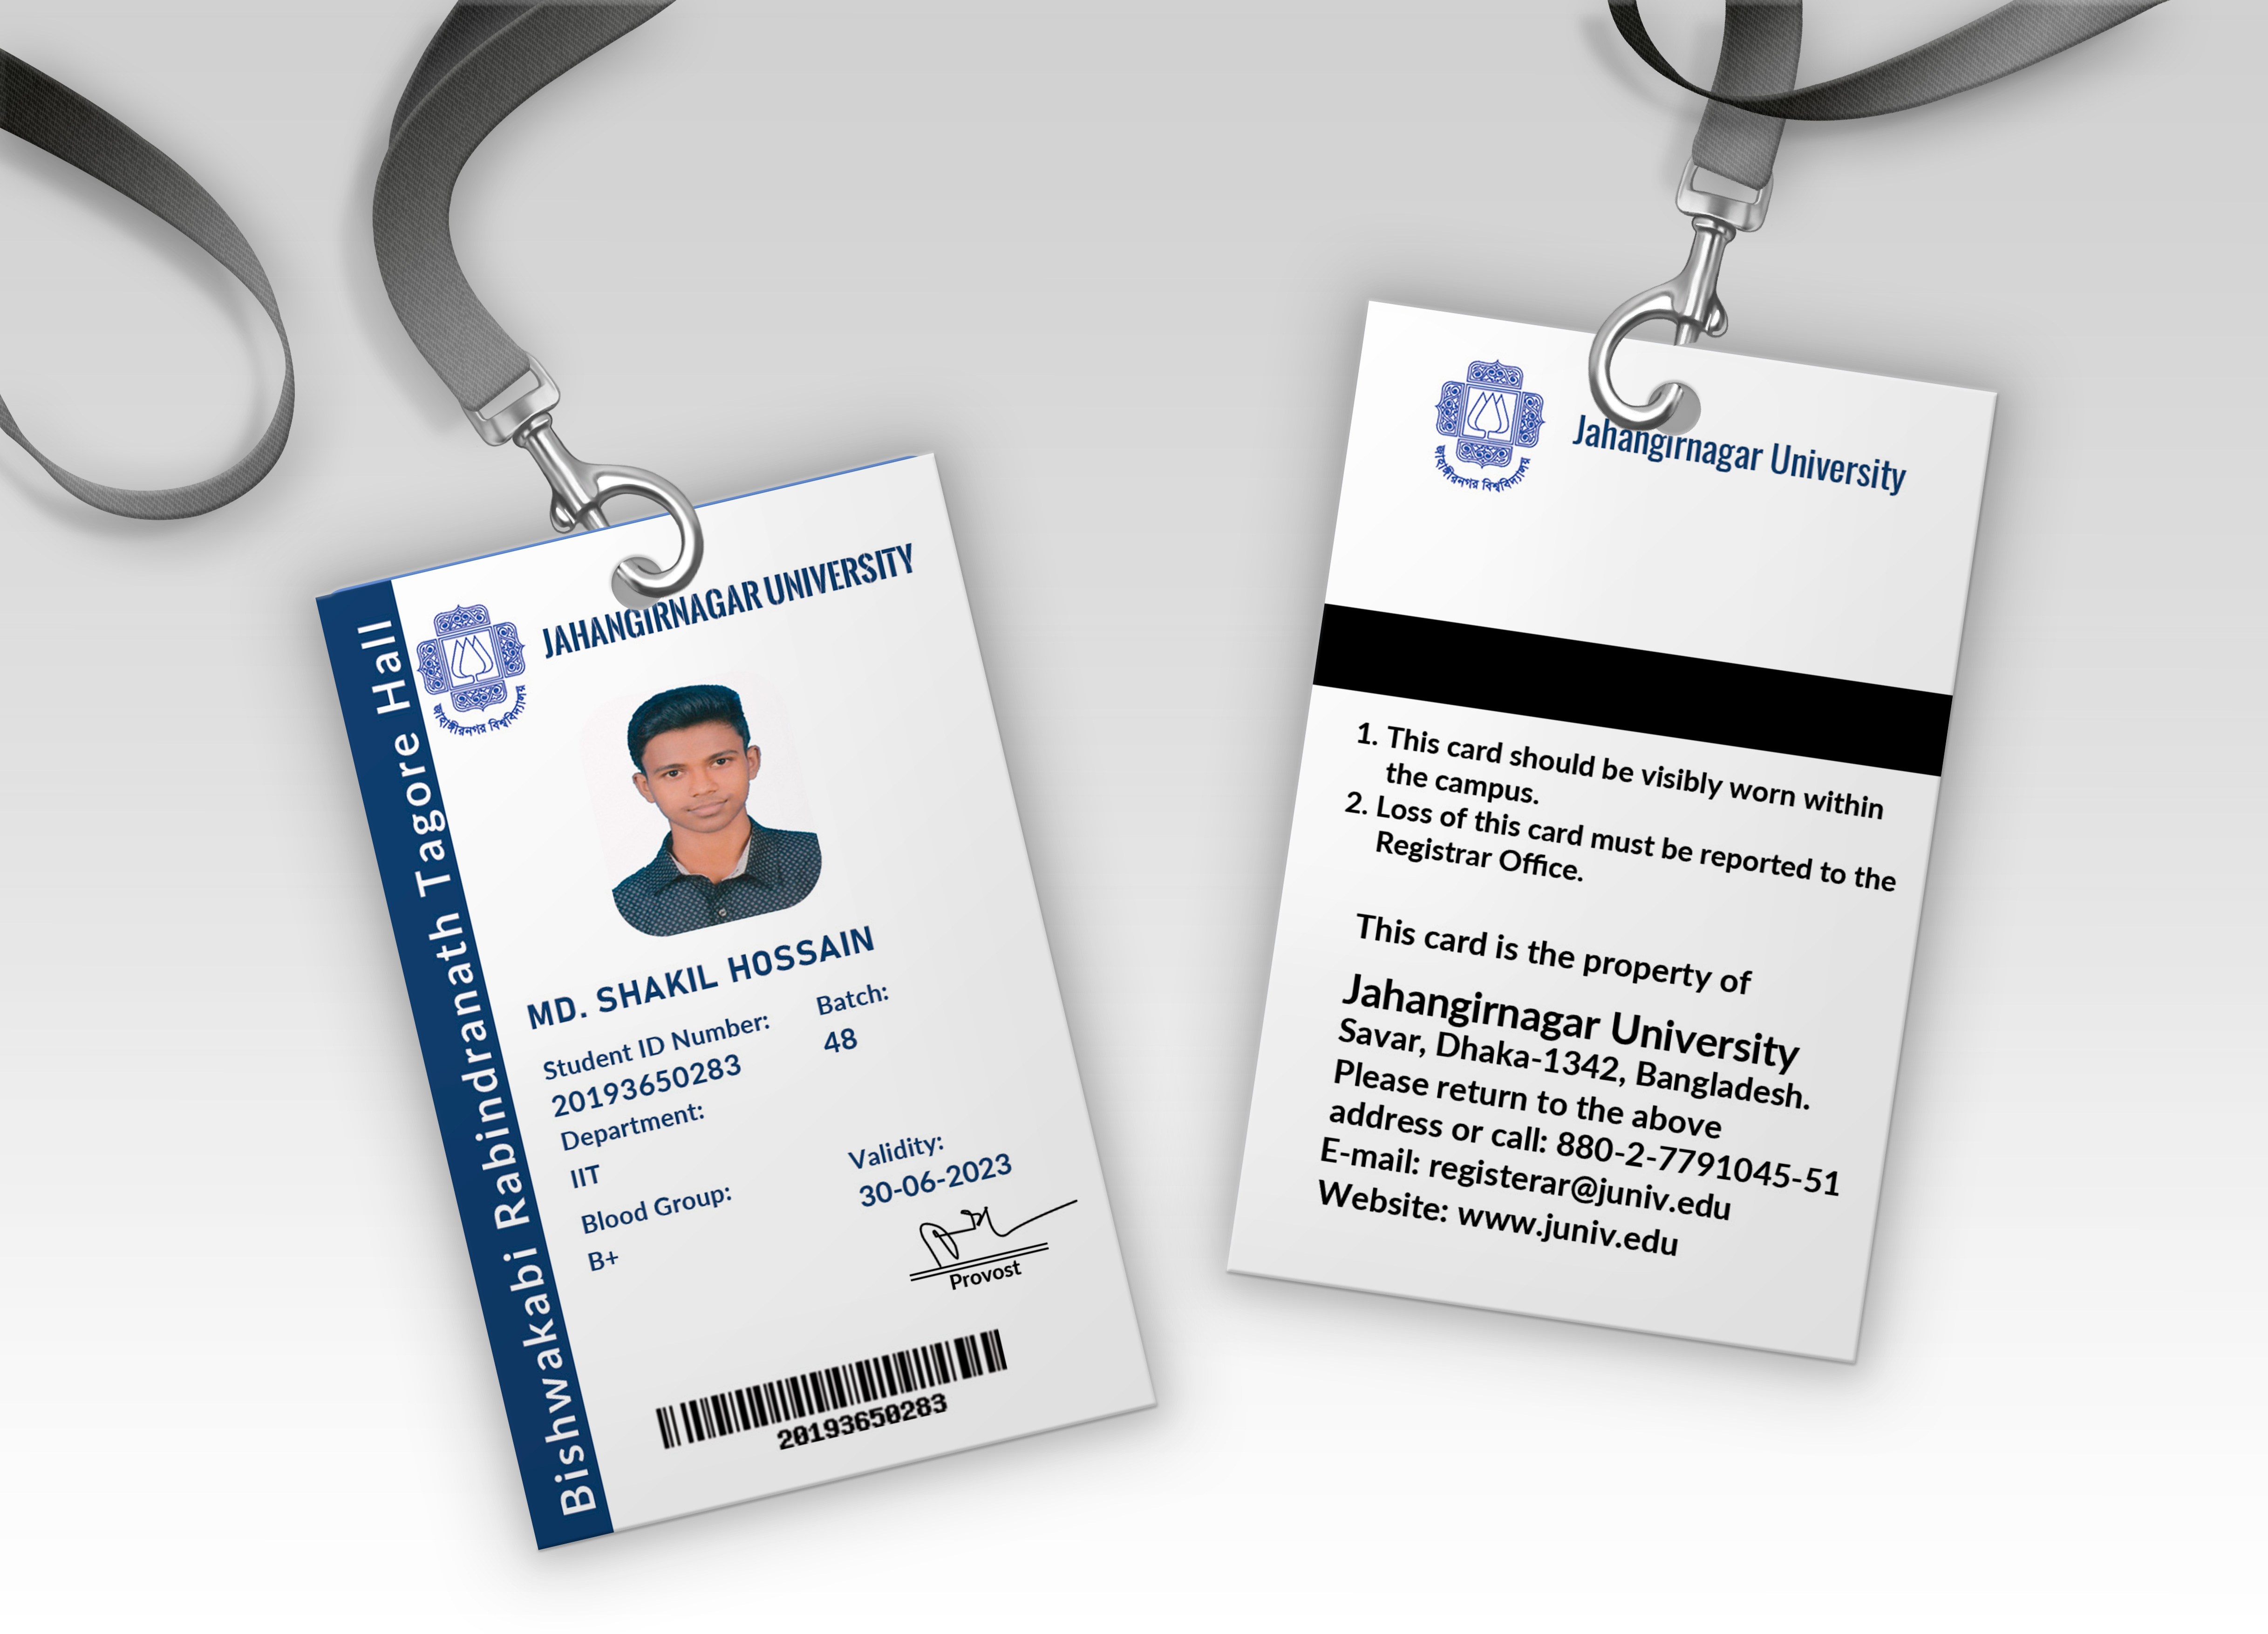 JAHANGIRNAGAR UNIVERSITY
জাহাঙ্গীরনগর বিশ্ববিদ্যালয়
Bishwakabi Rabindranath Tagore Hall
MD. SHAKIL HOSSAIN
Student ID Number:
20193650283
Batch:
48
Department:
IIT
Blood Group:
B+
Validity:
30-06-2023
Provost
20193650283
জাহাঙ্গীরনগর বিশ্ববিদ্যালয়
Jahangirnagar University
1. This card should be visibly worn within
the campus.
2. Loss of this card must be reported to the
Registrar Office.
This card is the property of
Jahangirnagar University
Savar, Dhaka-1342, Bangladesh.
Please return to the above
address or call: 880-2-7791045-51
E-mail: registerar@juniv.edu
Website: www.juniv.edu